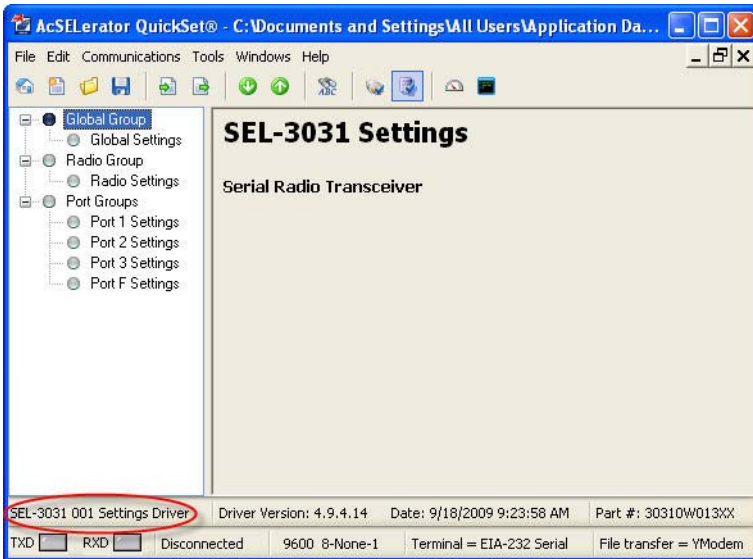 AcSELerator QuickSet® - C:\Documents and Settings\All Users\Application Da...
File Edit Communications Tools Windows Help
Global Group
Global Settings
Radio Group
Radio Settings
Port Groups
Port 1 Settings
Port 2 Settings
Port 3 Settings
Port F Settings
SEL-3031 Settings
Serial Radio Transceiver
SEL-3031 001 Settings Driver Driver Version: 4.9.4.14 Date: 9/18/2009 9:23:58 AM Part #: 30310W013XX
TXD RXD Disconnected 9600 8-None-1 Terminal = EIA-232 Serial File transfer = YModem